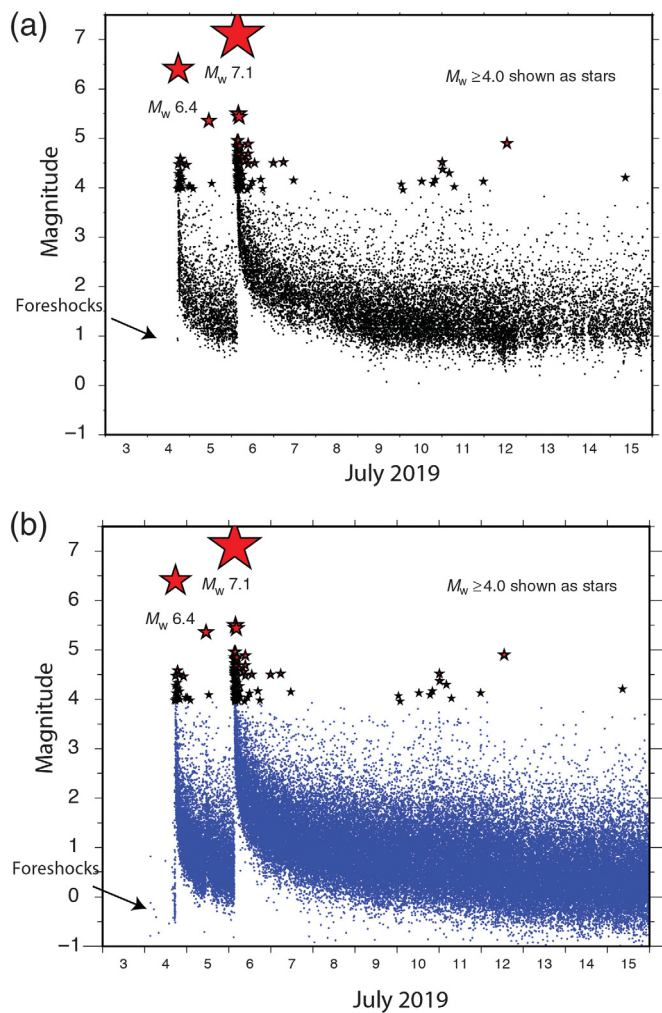 (a)
7
6
5
4
3
2
1
0
−1
Magnitude
Mw 7.1
Mw 6.4
Mw ≥4.0 shown as stars
Foreshocks
3 4 5 6 7 8 9 10 11 12 13 14 15
July 2019
(b)
7
6
5
4
3
2
1
0
−1
Magnitude
Mw 7.1
Mw 6.4
Mw ≥4.0 shown as stars
Foreshocks
3 4 5 6 7 8 9 10 11 12 13 14 15
July 2019